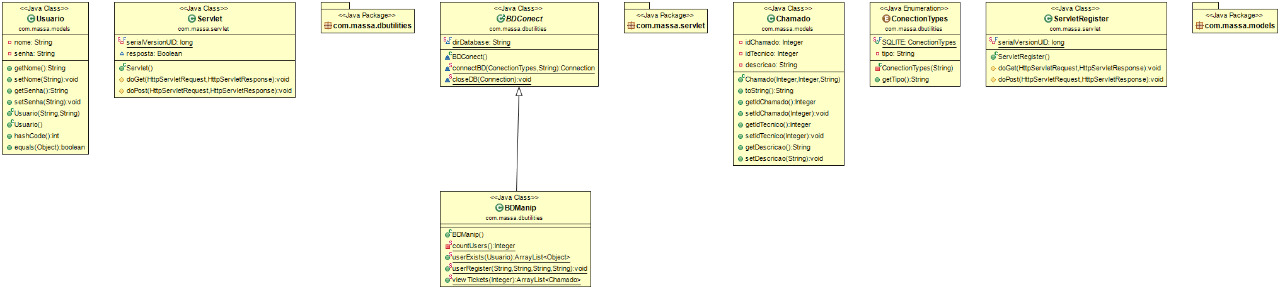 <<Java Class>>
Usuario
com.massa.models
nome: String
senha: String
getNome():String
setNome(String):void
getSenha():String
setSenha(String):void
Usuario(String,String)
Usuario()
hashCode():int
equals(Object):boolean
<<Java Class>>
Servlet
com.massa.servlet
serialVersionUID: long
resposta: Boolean
Servlet()
doGet(HttpServletRequest,HttpServletResponse):void
doPost(HttpServletRequest,HttpServletResponse):void
<<Java Package>>
com.massa.dbutilities
<<Java Class>>
BDConect
com.massa.dbutilities
dirDatabase: String
BDConect()
connectBD(ConectionTypes,String):Connection
closeDB(Connection):void
<<Java Class>>
BDManip
com.massa.dbutilities
BDManip()
countUsers():Integer
userExists(Usuario):ArrayList<Object>
userRegister(String,String,String,String):void
viewTickets(Integer):ArrayList<Chamado>
<<Java Package>>
com.massa.servlet
<<Java Class>>
Chamado
com.massa.models
idChamado: Integer
idTecnico: Integer
descricao: String
Chamado(Integer,Integer,String)
toString():String
getIdChamado():Integer
setIdChamado(Integer):void
getIdTecnico():Integer
setIdTecnico(Integer):void
getDescricao():String
setDescricao(String):void
<<Java Enumeration>>
ConectionTypes
com.massa.dbutilities
SQLITE: ConectionTypes
tipo: String
ConectionTypes(String)
getTipo():String
<<Java Class>>
ServletRegister
com.massa.servlet
serialVersionUID: long
ServletRegister()
doGet(HttpServletRequest,HttpServletResponse):void
doPost(HttpServletRequest,HttpServletResponse):void
<<Java Package>>
com.massa.models